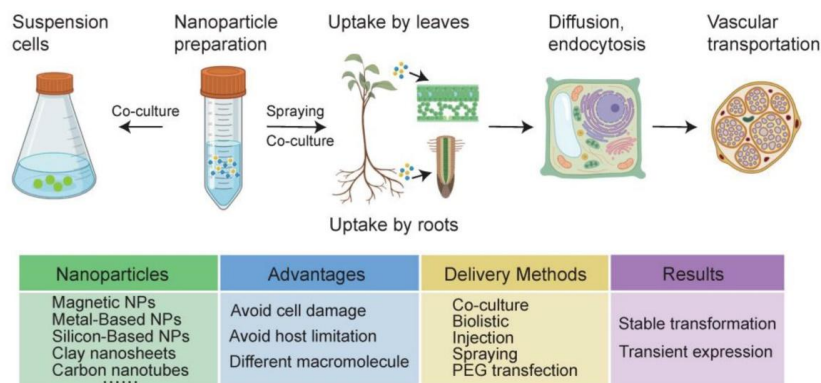 Suspension
cells
Nanoparticle
preparation
Uptake by leaves
Diffusion,
endocytosis
Vascular
transportation
Co-culture
Spraying
Co-culture
Uptake by roots
Nanoparticles
Magnetic NPs
Metal-Based NPs
Silicon-Based NPs
Clay nanosheets
Carbon nanotubes
......
Advantages
Avoid cell damage
Avoid host limitation
Different macromolecule
Delivery Methods
Co-culture
Biolistic
Injection
Spraying
PEG transfection
Results
Stable transformation
Transient expression